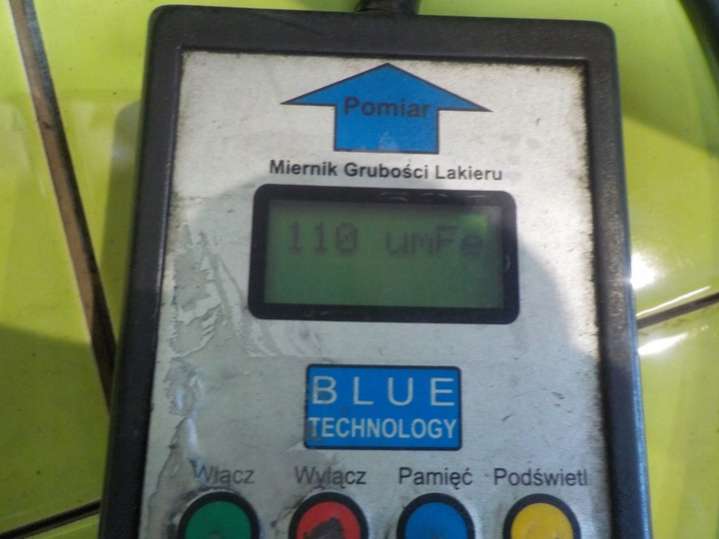 Pomiar
Miernik Grubości Lakieru
110 umFe
BLUE
TECHNOLOGY
Włącz Wyłącz Pamięć Podświetl